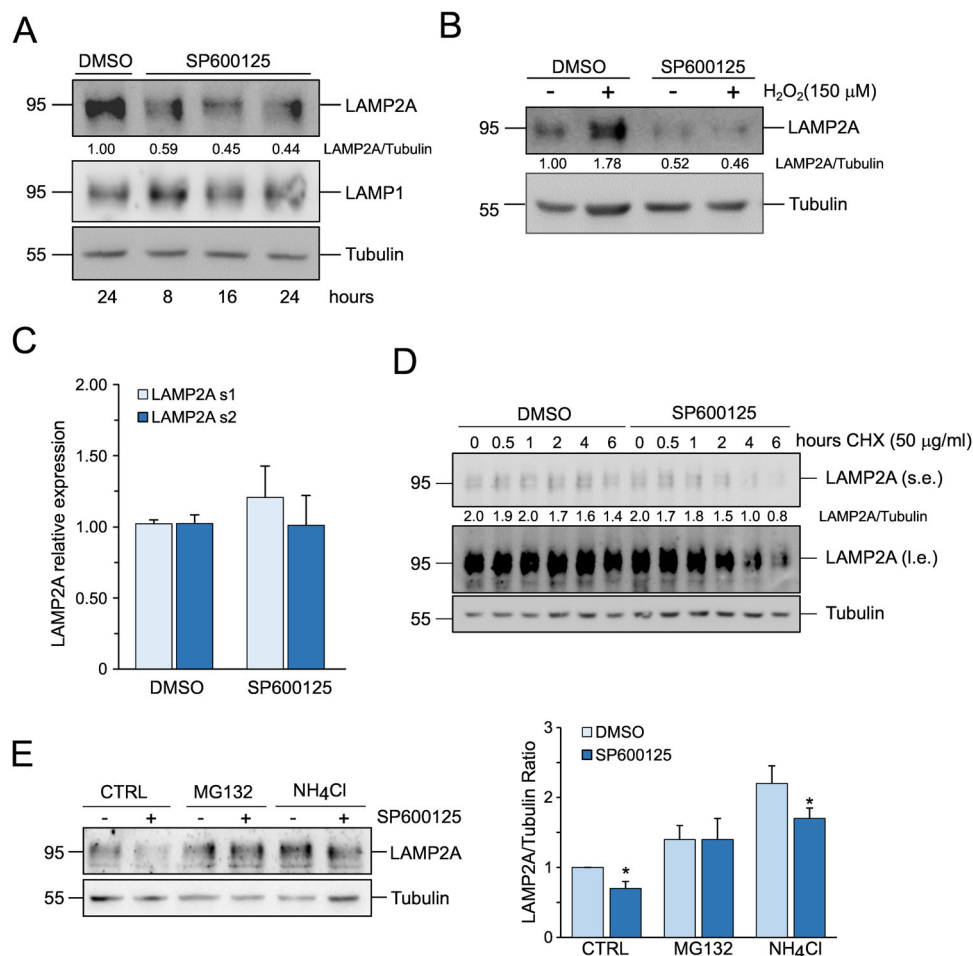 A
DMSO SP600125
95 LAMP2A
1.00 0.59 0.45 0.44 LAMP2A/Tubulin
95 LAMP1
55 Tubulin
24 8 16 24 hours
B
DMSO SP600125
- + - + H₂O₂(150 μM)
95 LAMP2A
1.00 1.78 0.52 0.46 LAMP2A/Tubulin
55 Tubulin
C
LAMP2A relative expression
2.00
1.50
1.00
0.50
0
LAMP2A s1
LAMP2A s2
DMSO SP600125
D
DMSO SP600125
0 0.5 1 2 4 6 0 0.5 1 2 4 6 hours CHX (50 μg/ml)
95 LAMP2A (s.e.)
2.0 1.9 2.0 1.7 1.6 1.4 2.0 1.7 1.8 1.5 1.0 0.8 LAMP2A/Tubulin
95 LAMP2A (l.e.)
55 Tubulin
E
CTRL MG132 NH₄Cl
- + - + - + SP600125
95 LAMP2A
55 Tubulin
LAMP2A/Tubulin Ratio
3
2
1
0
DMSO
SP600125
* *
CTRL MG132 NH₄Cl